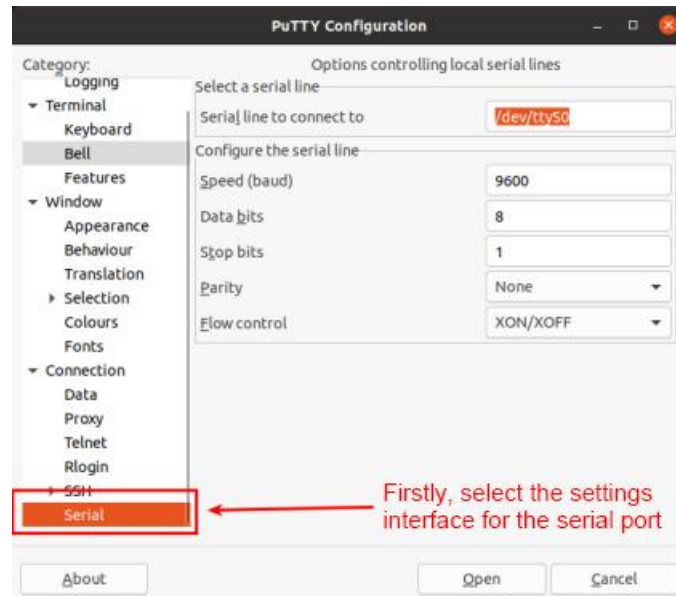 PuTTY Configuration
Category:
Options controlling local serial lines
Logging
Terminal
Keyboard
Bell
Features
Window
Appearance
Behaviour
Translation
Selection
Colours
Fonts
Connection
Data
Proxy
Telnet
Rlogin
SSH
Serial
Select a serial line
Serial line to connect to
/dev/ttyS0
Configure the serial line
Speed (baud)
9600
Data bits
8
Stop bits
1
Parity
None
Flow control
XON/XOFF
Firstly, select the settings
interface for the serial port
About
Open
Cancel